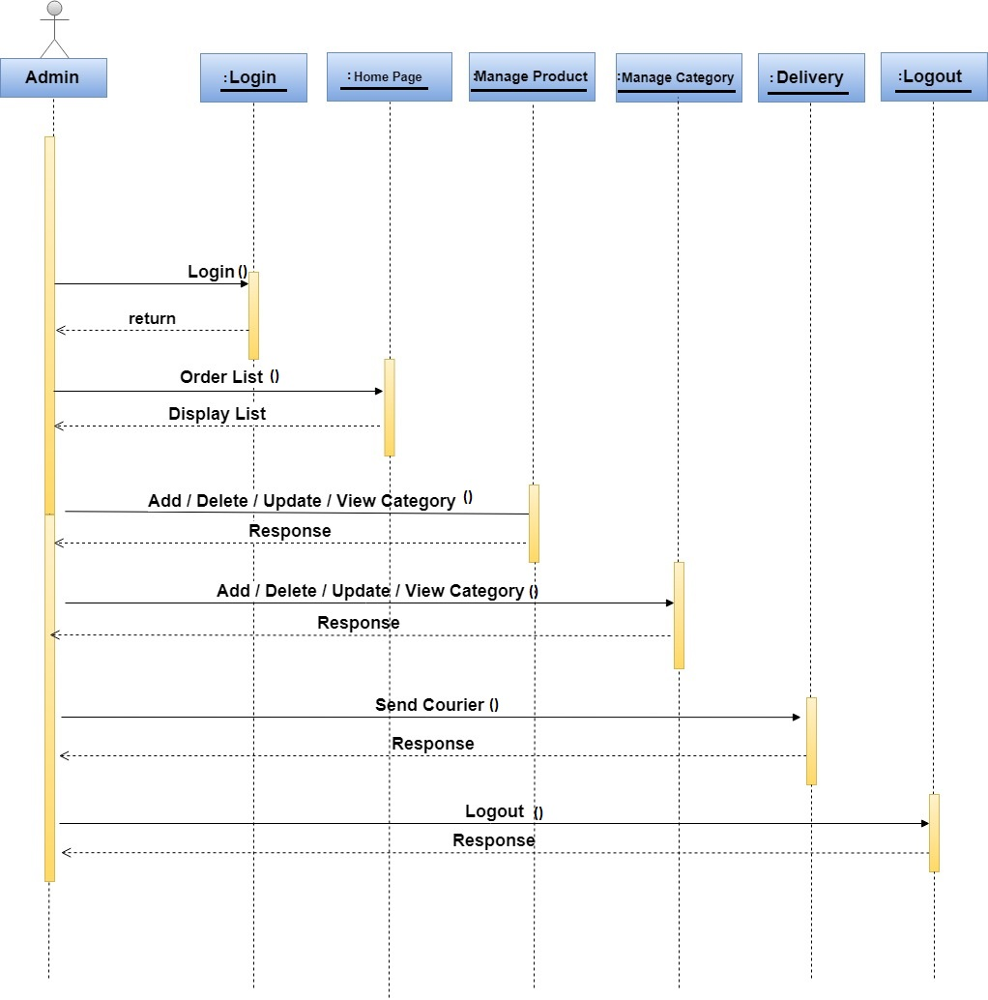 Admin
:Login
:Home Page
:Manage Product
:Manage Category
:Delivery
:Logout
Login ()
return
Order List ()
Display List
Add / Delete / Update / View Category ()
Response
Add / Delete / Update / View Category ()
Response
Send Courier ()
Response
Logout ()
Response